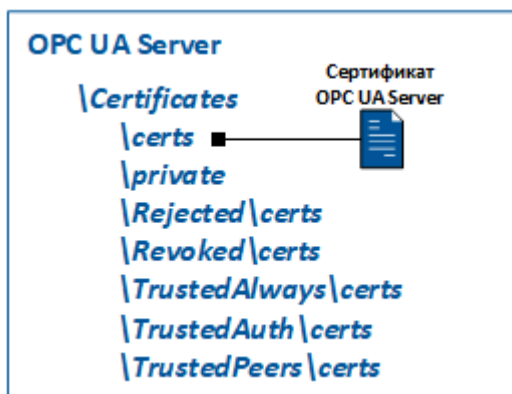 OPC UA Server
Сертификат
OPC UA Server
\Certificates
\certs
\private
\Rejected\certs
\Revoked\certs
\TrustedAlways\certs
\TrustedAuth\certs
\TrustedPeers\certs